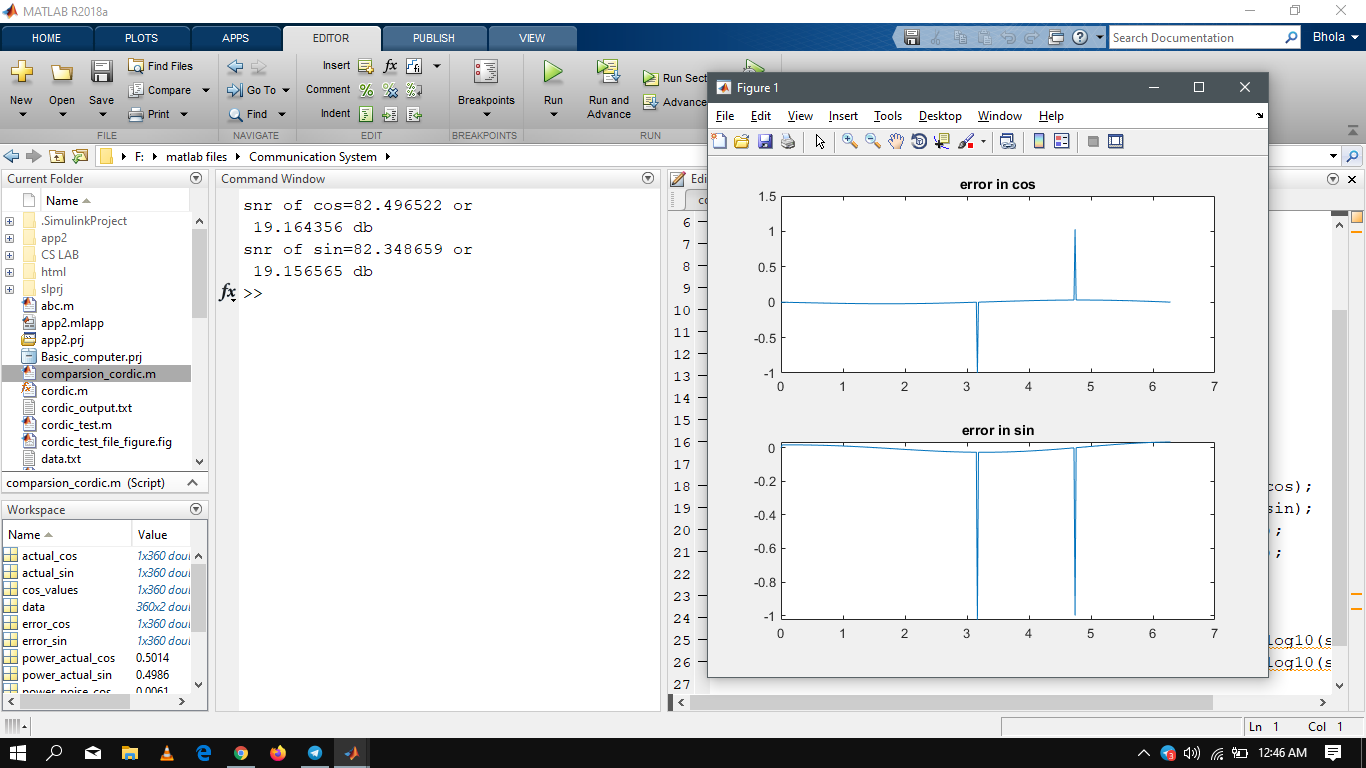 MATLAB R2018a
HOME PLOTS APPS EDITOR PUBLISH VIEW
Search Documentation
Bhola
New
Open
Save
Find Files
Compare
Print
FILE
Go To
Find
NAVIGATE
Insert
Comment
Indent
EDIT
Breakpoints
BREAKPOINTS
Run
Run and
Advance
Run Sect
Advance
RUN
F: matlab files Communication System
Current Folder
Name
.SimulinkProject
app2
CS LAB
html
slprj
abc.m
app2.mlapp
app2.prj
Basic_computer.prj
comparsion_cordic.m
cordic.m
cordic_output.txt
cordic_test.m
cordic_test_file_figure.fig
data.txt
comparsion_cordic.m (Script)
Workspace
Name Value
actual_cos 1x360 dou
actual_sin 1x360 dou
cos_values 1x360 dou
data 360x2 dou
error_cos 1x360 dou
error_sin 1x360 dou
power_actual_cos 0.5014
power_actual_sin 0.4986
power_noise_cos 0.0061
Command Window
snr of cos=82.496522 or
19.164356 db
snr of sin=82.348659 or
19.156565 db
fx >>
Edi
co
6
7
8
9
10
11
12
13
14
15
16
17
18
19
20
21
22
23
24
25
26
27
cos);
sin);
);
);
log10(s
log10(s
Figure 1
File Edit View Insert Tools Desktop Window Help
error in cos
1.5
1
0.5
0
-0.5
-1
0 1 2 3 4 5 6 7
error in sin
0
-0.2
-0.4
-0.6
-0.8
-1
0 1 2 3 4 5 6 7
Ln 1 Col 1
3
12:46 AM